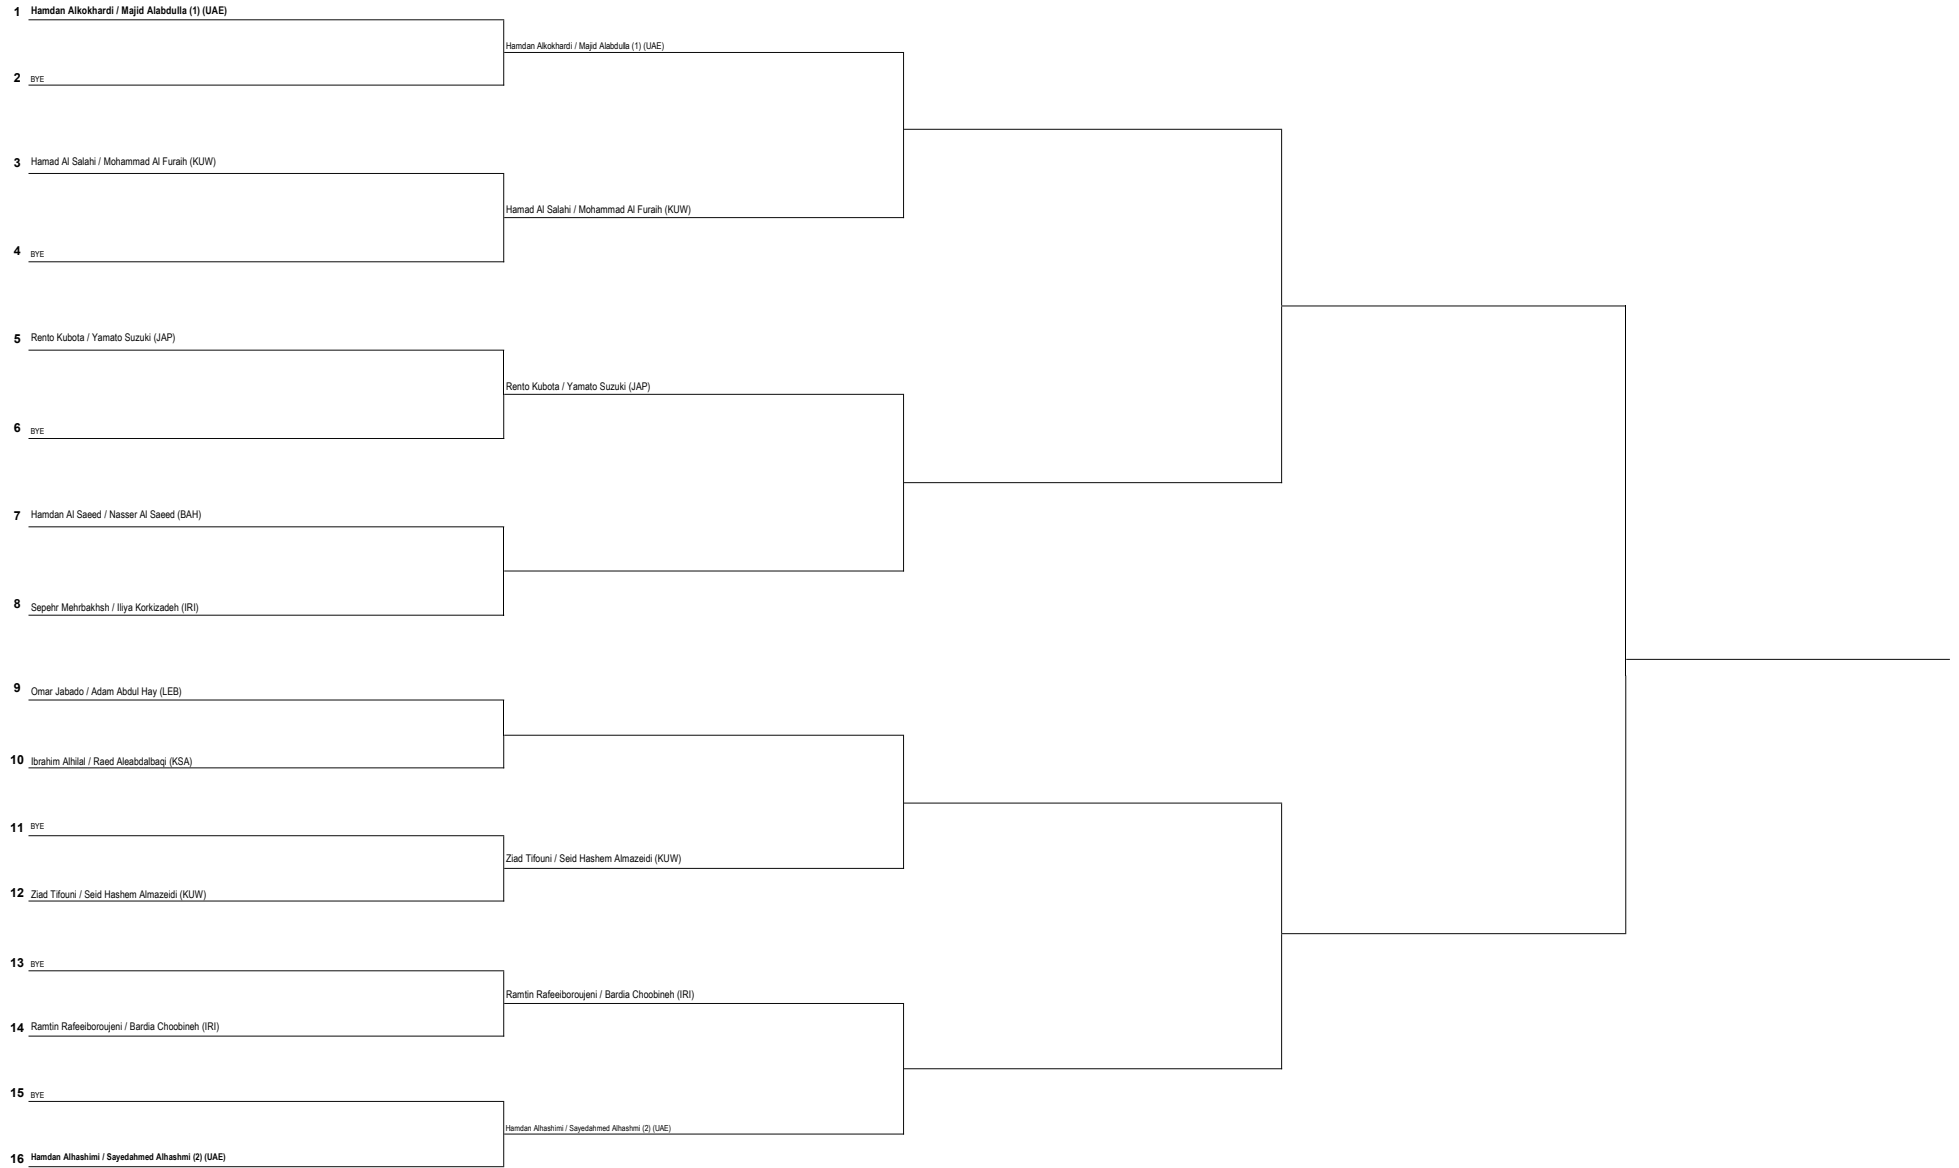 1 Hamdan Alkokhardi / Majid Alabdulla (1) (UAE)
Hamdan Alkokhardi / Majid Alabdulla (1) (UAE)
2 BYE
3 Hamad Al Salahi / Mohammad Al Furaih (KUW)
Hamad Al Salahi / Mohammad Al Furaih (KUW)
4 BYE
5 Rento Kubota / Yamato Suzuki (JAP)
Rento Kubota / Yamato Suzuki (JAP)
6 BYE
7 Hamdan Al Saeed / Nasser Al Saeed (BAH)
8 Sepehr Mehrbakhsh / Iliya Korkizadeh (IRI)
9 Omar Jabado / Adam Abdul Hay (LEB)
10 Ibrahim Alhilal / Raed Aleabdalbaqi (KSA)
11 BYE
Ziad Tifouni / Seid Hashem Almazeidi (KUW)
12 Ziad Tifouni / Seid Hashem Almazeidi (KUW)
13 BYE
Ramtin Rafeeiboroujeni / Bardia Choobineh (IRI)
14 Ramtin Rafeeiboroujeni / Bardia Choobineh (IRI)
15 BYE
Hamdan Alhashimi / Sayedahmed Alhashmi (2) (UAE)
16 Hamdan Alhashimi / Sayedahmed Alhashmi (2) (UAE)